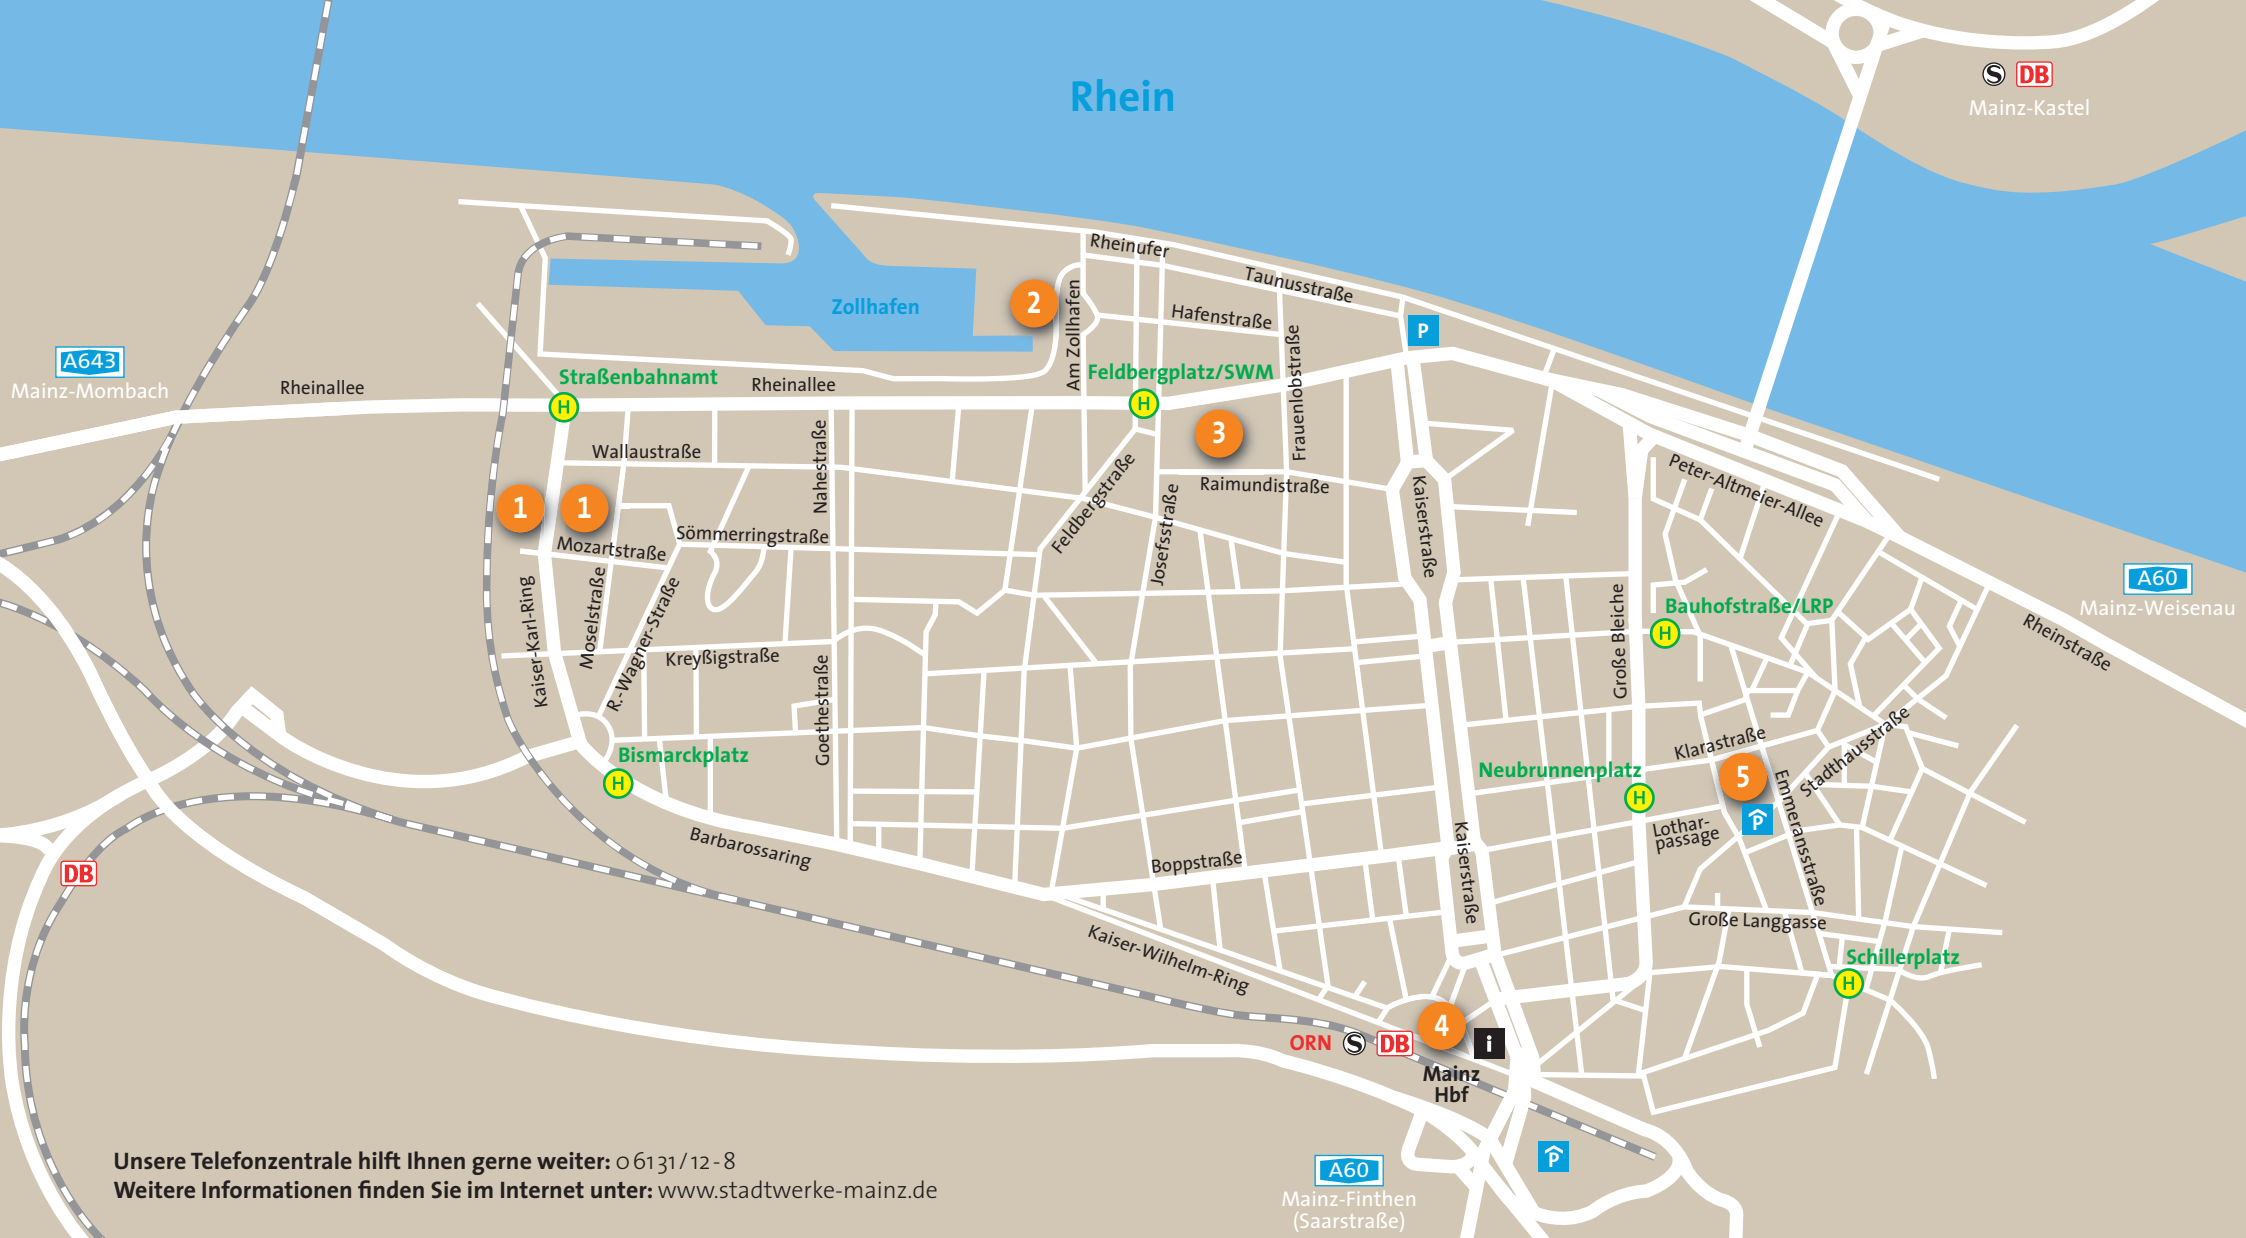 Rhein
S DB
Mainz-Kastel
Rheinufer
Taunusstraße
Zollhafen
2
Am Zollhafen
Hafenstraße
Frauenlobstraße
P
A643
Mainz-Mombach
Rheinallee
Straßenbahnamt
H
Rheinallee
Feldbergplatz/SWM
H
3
Wallaustraße
Nahestraße
Feldbergstraße
Raimundistraße
Josefsstraße
Kaiserstraße
Peter-Altmeier-Allee
1
1
Mozartstraße
Sömmerringstraße
Kaiser-Karl-Ring
Moselstraße
R.-Wagner-Straße
Kreyßigstraße
Goethestraße
Große Bleiche
Bauhofstraße/LRP
H
A60
Mainz-Weisenau
Rheinstraße
Bismarckplatz
H
Neubrunnenplatz
H
Klarastraße
5
P
Stadthausstraße
Emmeransstraße
Lothar-
passage
Barbarossaring
Boppstraße
Kaiserstraße
DB
Große Langgasse
Kaiser-Wilhelm-Ring
Schillerplatz
H
4
ORN S DB
i
Mainz
Hbf
P
A60
Mainz-Finthen
(Saarstraße)
Unsere Telefonzentrale hilft Ihnen gerne weiter: 0 61 31 / 12 - 8
Weitere Informationen finden Sie im Internet unter: www.stadtwerke-mainz.de